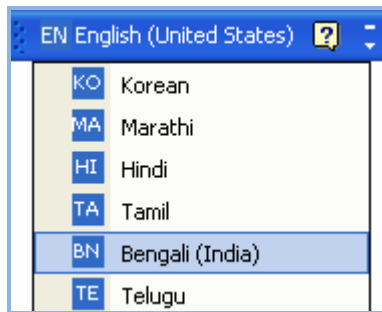 EN English (United States) ?
KO Korean
MA Marathi
HI Hindi
TA Tamil
BN Bengali (India)
TE Telugu